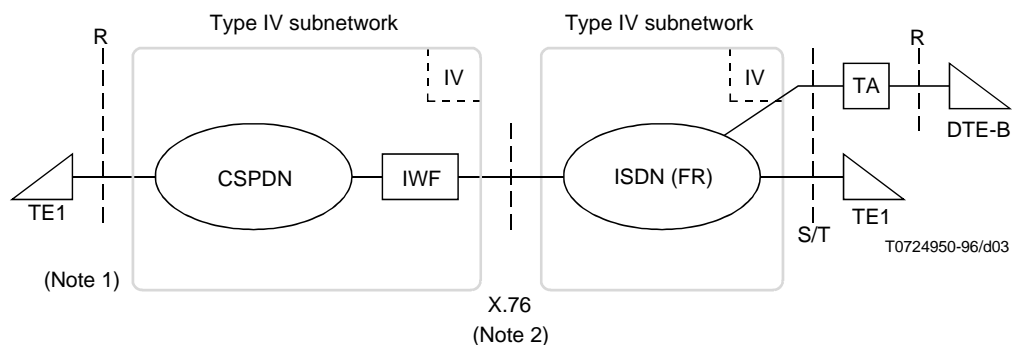 Type IV subnetwork
Type IV subnetwork
R
R
IV
IV
TA
DTE-B
CSPDN
IWF
ISDN (FR)
TE1
TE1
S/T
T0724950-96/d03
(Note 1)
X.76
(Note 2)